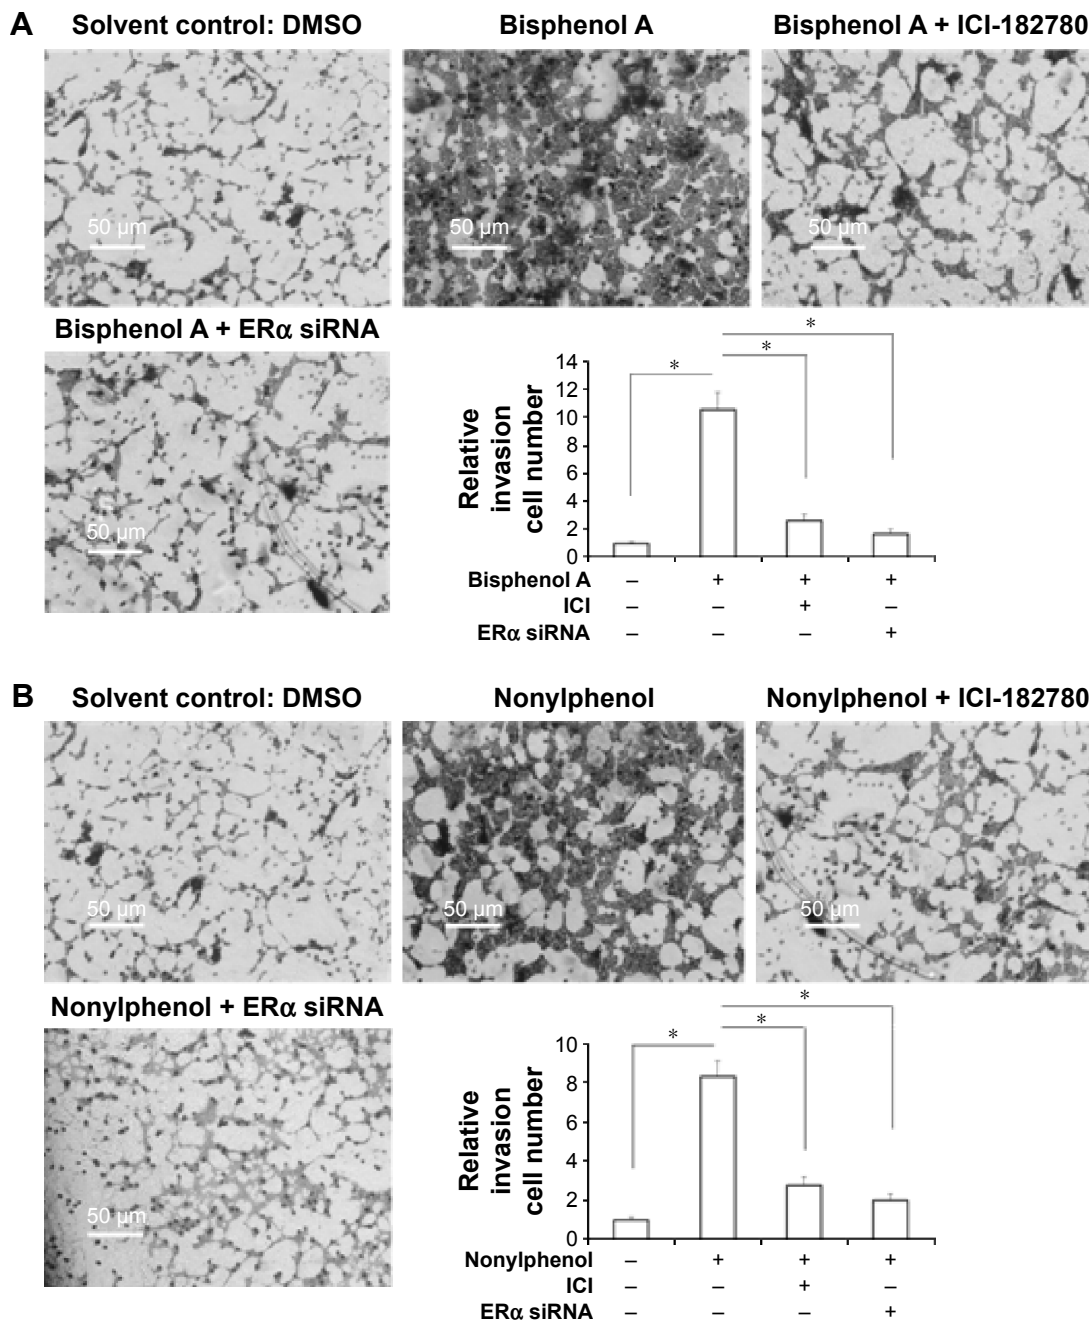 A
Solvent control: DMSO
Bisphenol A
Bisphenol A + ICI-182780
50 µm
50 µm
50 µm
Bisphenol A + ERα siRNA
50 µm
Relative
invasion
cell number
14
12
10
8
6
4
2
0
*
*
*
Bisphenol A – + + +
ICI – – + –
ERα siRNA – – – +
B
Solvent control: DMSO
Nonylphenol
Nonylphenol + ICI-182780
50 µm
50 µm
50 µm
Nonylphenol + ERα siRNA
50 µm
Relative
invasion
cell number
10
8
6
4
2
0
*
*
*
Nonylphenol – + + +
ICI – – + –
ERα siRNA – – – +